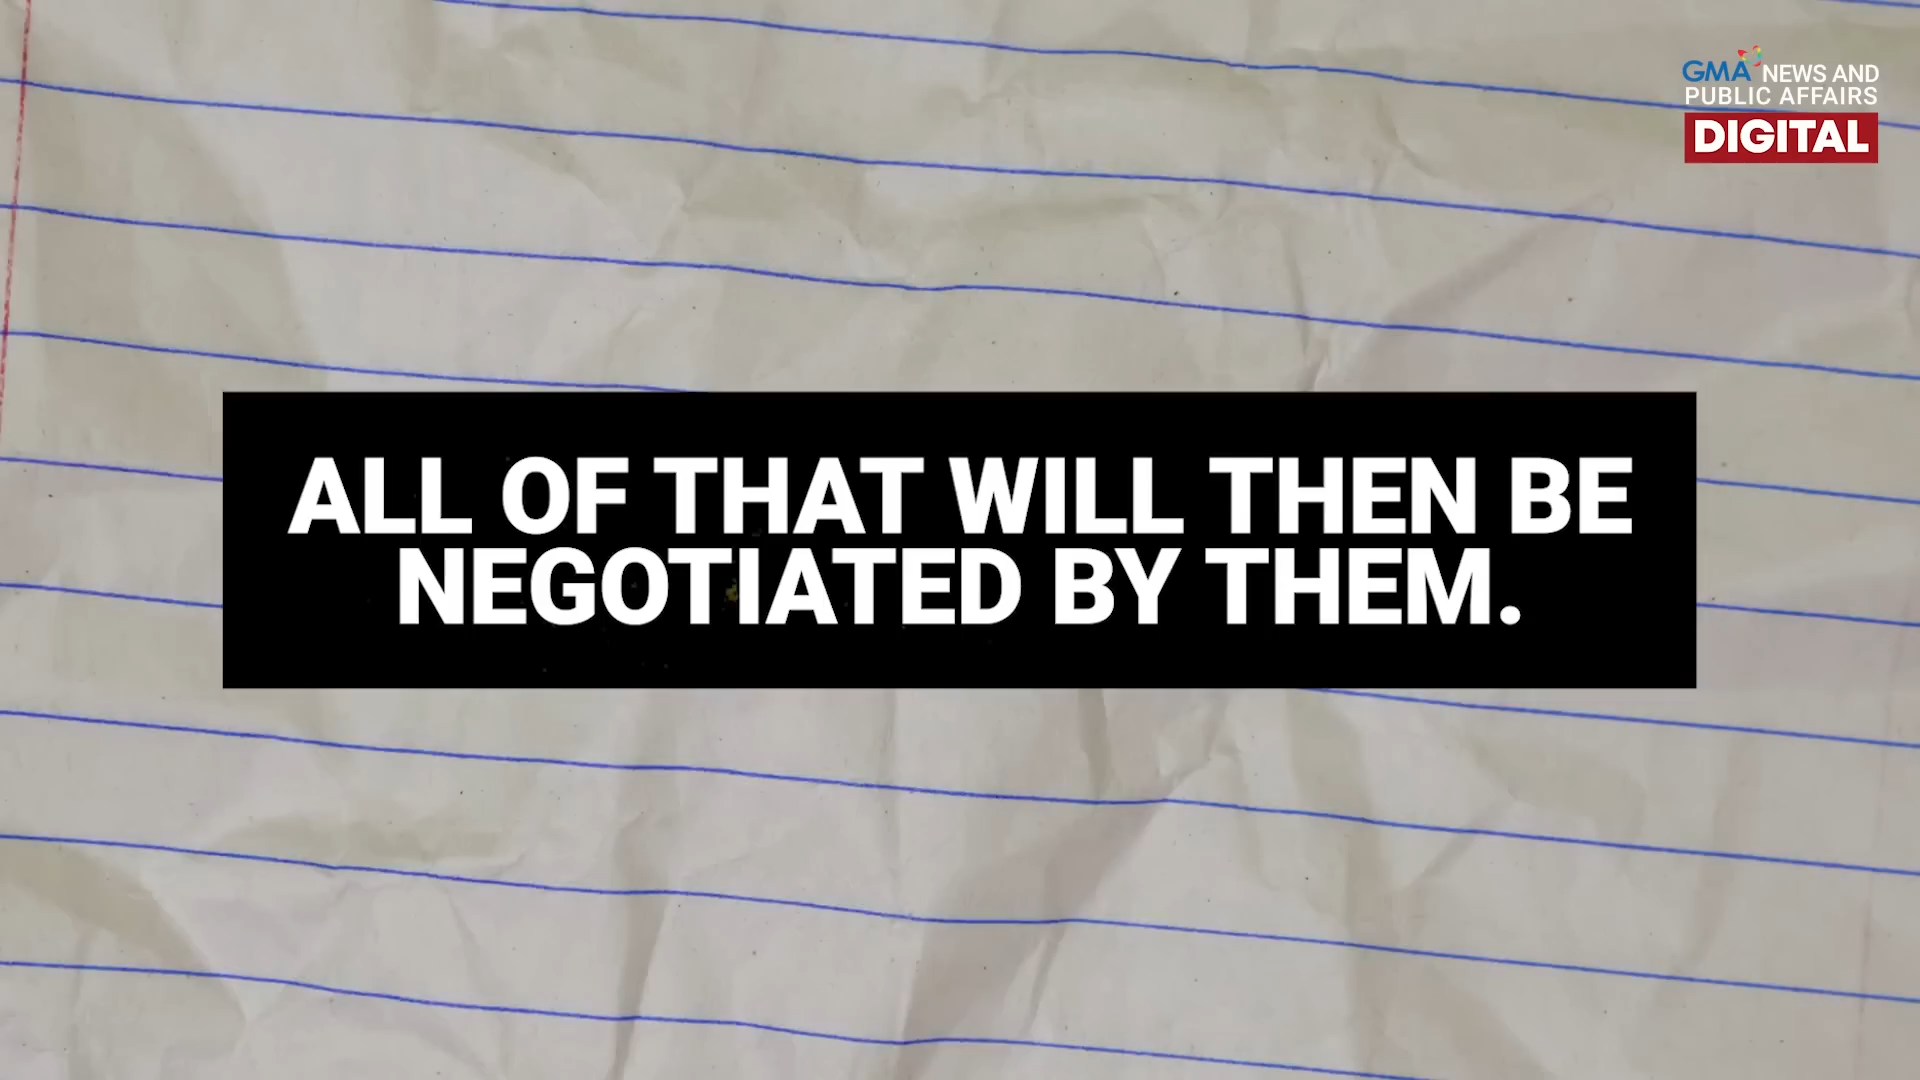 GMA NEWS AND
PUBLIC AFFAIRS
DIGITAL
ALL OF THAT WILL THEN BE
NEGOTIATED BY THEM.